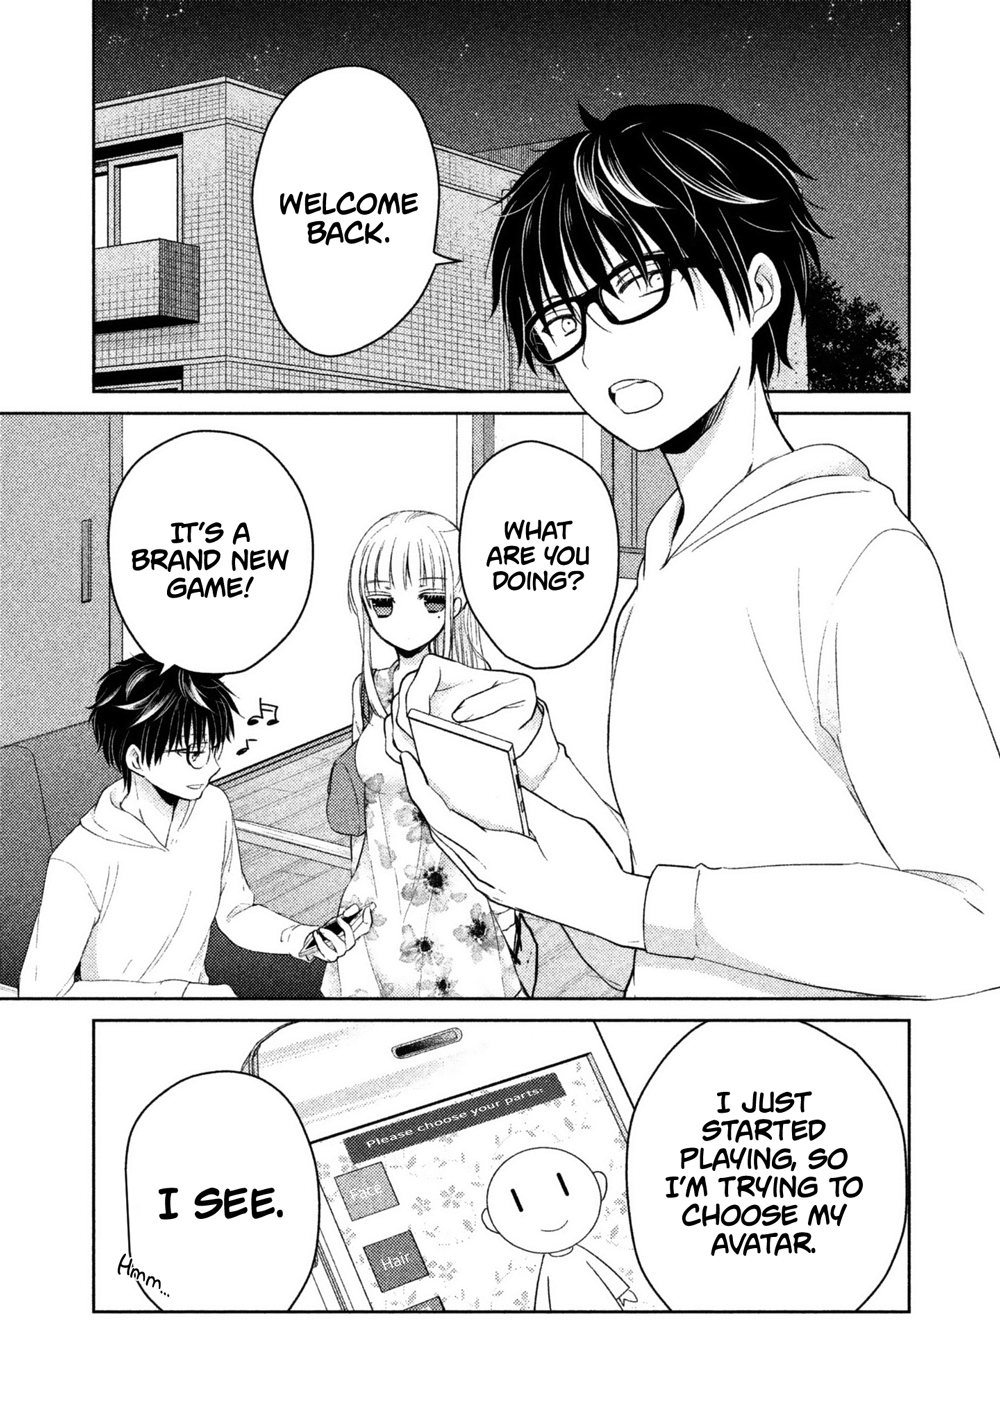 WELCOME
BACK.
WHAT
ARE YOU
DOING?
IT'S A
BRAND NEW
GAME!
I JUST
STARTED
PLAYING, SO
I'M TRYING TO
CHOOSE MY
AVATAR.
Please choose your parts:
Face
Hair
I SEE.
Hmm...